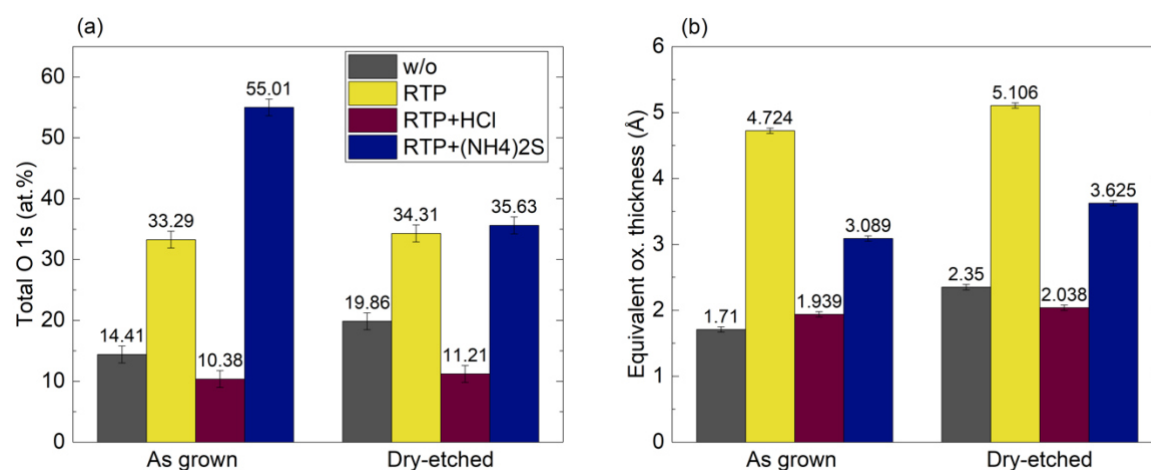 (a)
Total O 1s (at.%)
60
50
40
30
20
10
0
w/o
RTP
RTP+HCl
RTP+(NH4)2S
14.41
33.29
10.38
55.01
19.86
34.31
11.21
35.63
As grown
Dry-etched
(b)
Equivalent ox. thickness (Å)
6
5
4
3
2
1
0
1.71
4.724
1.939
3.089
2.35
5.106
2.038
3.625
As grown
Dry-etched